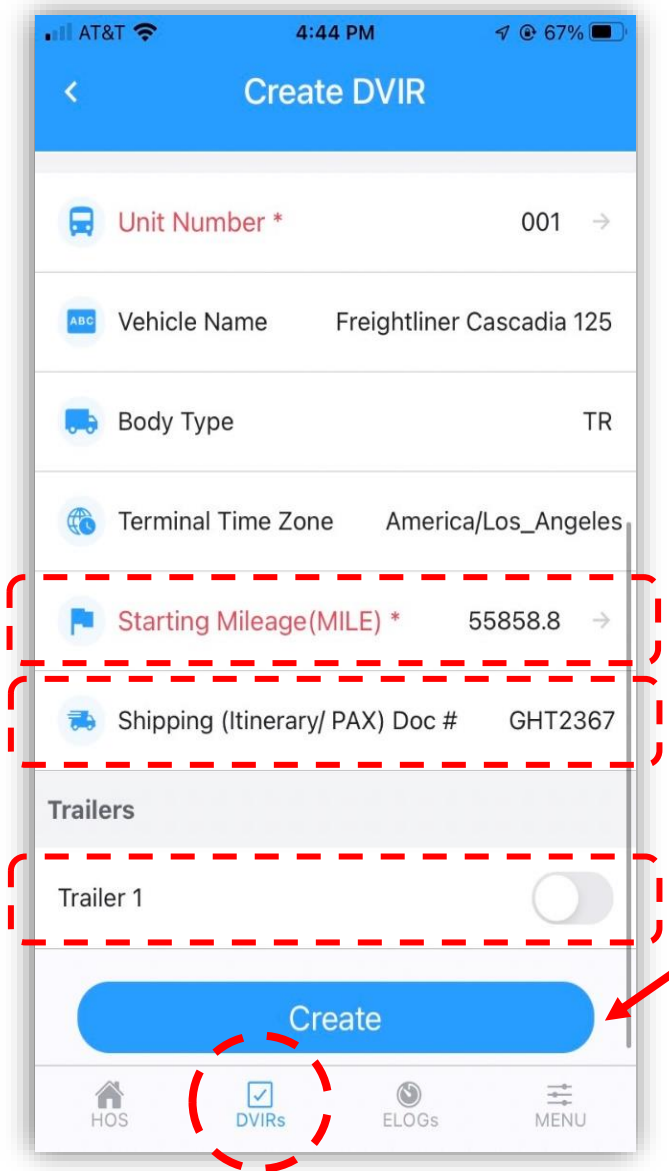 AT&T 4:44 PM 67%
Create DVIR
Unit Number * 001
ABC Vehicle Name Freightliner Cascadia 125
Body Type TR
Terminal Time Zone America/Los_Angeles
Starting Mileage(MILE) * 55858.8
Shipping (Itinerary/ PAX) Doc # GHT2367
Trailers
Trailer 1
Create
HOS DVIRs ELOGs MENU